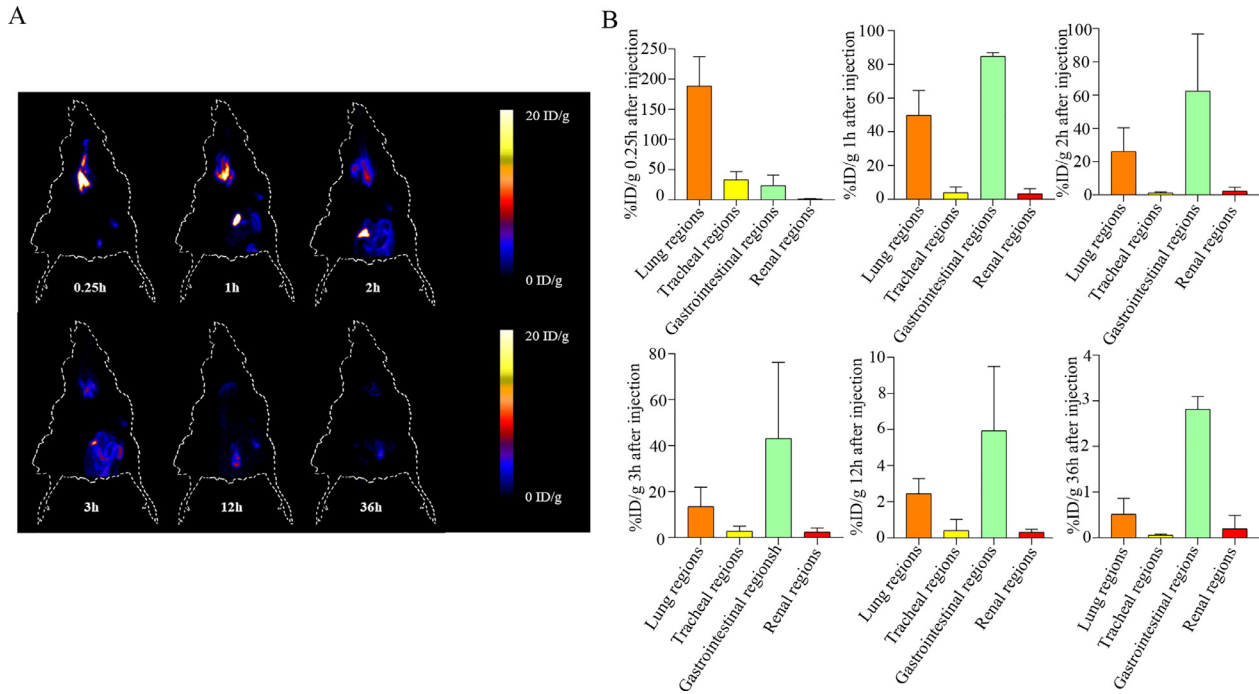 A
20 ID/g
0 ID/g
0.25h
1h
2h
20 ID/g
0 ID/g
3h
12h
36h
B
%ID/g 0.25h after injection
250
200
150
100
50
0
Lung regions
Tracheal regions
Gastrointestinal regions
Renal regions
%ID/g 1h after injection
100
80
60
40
20
0
Lung regions
Tracheal regions
Gastrointestinal regions
Renal regions
%ID/g 2h after injection
100
80
60
40
20
0
Lung regions
Tracheal regions
Gastrointestinal regions
Renal regions
%ID/g 3h after injection
80
60
40
20
0
Lung regions
Tracheal regions
Gastrointestinal regionsh
Renal regions
%ID/g 12h after injection
10
8
6
4
2
0
Lung regions
Tracheal regions
Gastrointestinal regions
Renal regions
%ID/g 36h after injection
4
3
2
1
0
Lung regions
Tracheal regions
Gastrointestinal regions
Renal regions